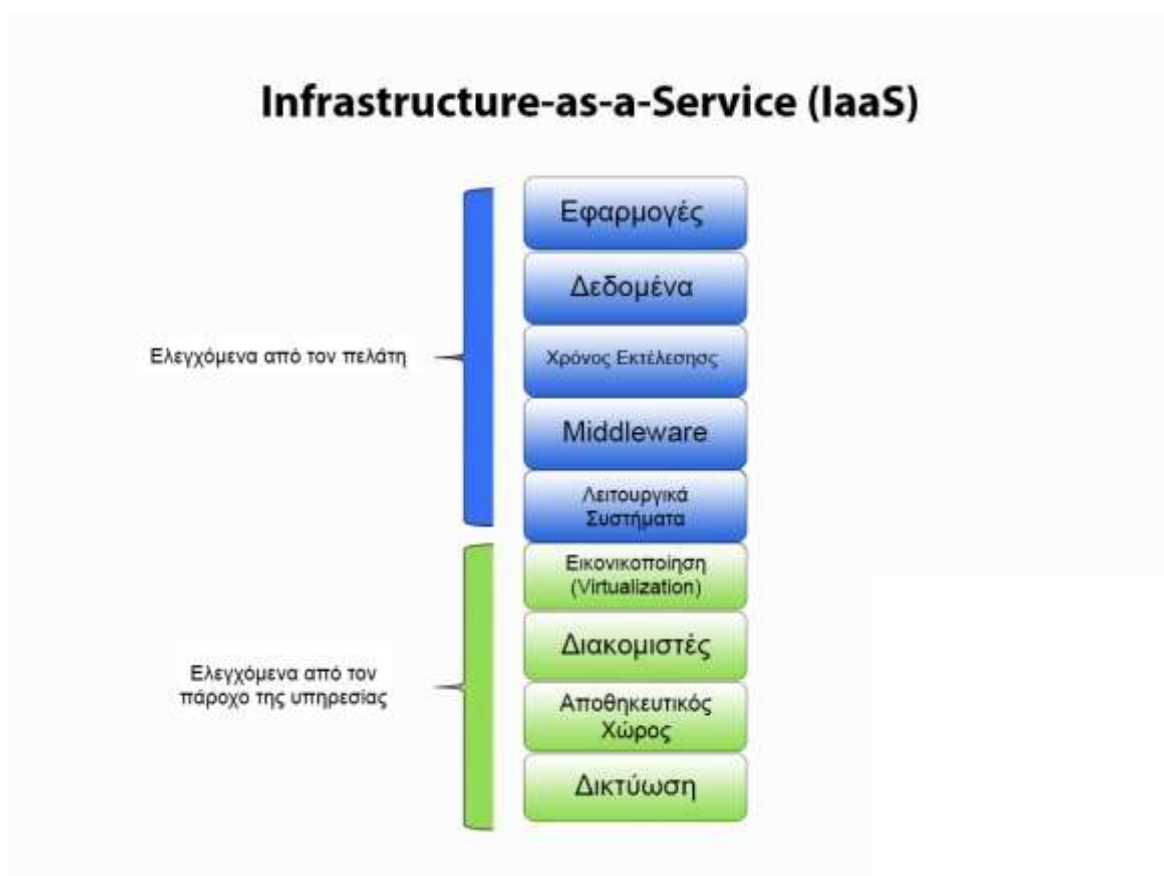 Infrastructure-as-a-Service (IaaS)
Εφαρμογές
Δεδομένα
Ελεγχόμενα από τον πελάτη
Χρόνος Εκτέλεσησς
Middleware
Λειτουργικά
Συστήματα
Εικονικοποίηση
(Virtualization)
Διακομιστές
Ελεγχόμενα από τον
πάροχο της υπηρεσίας
Αποθηκευτικός
Χώρος
Δικτύωση